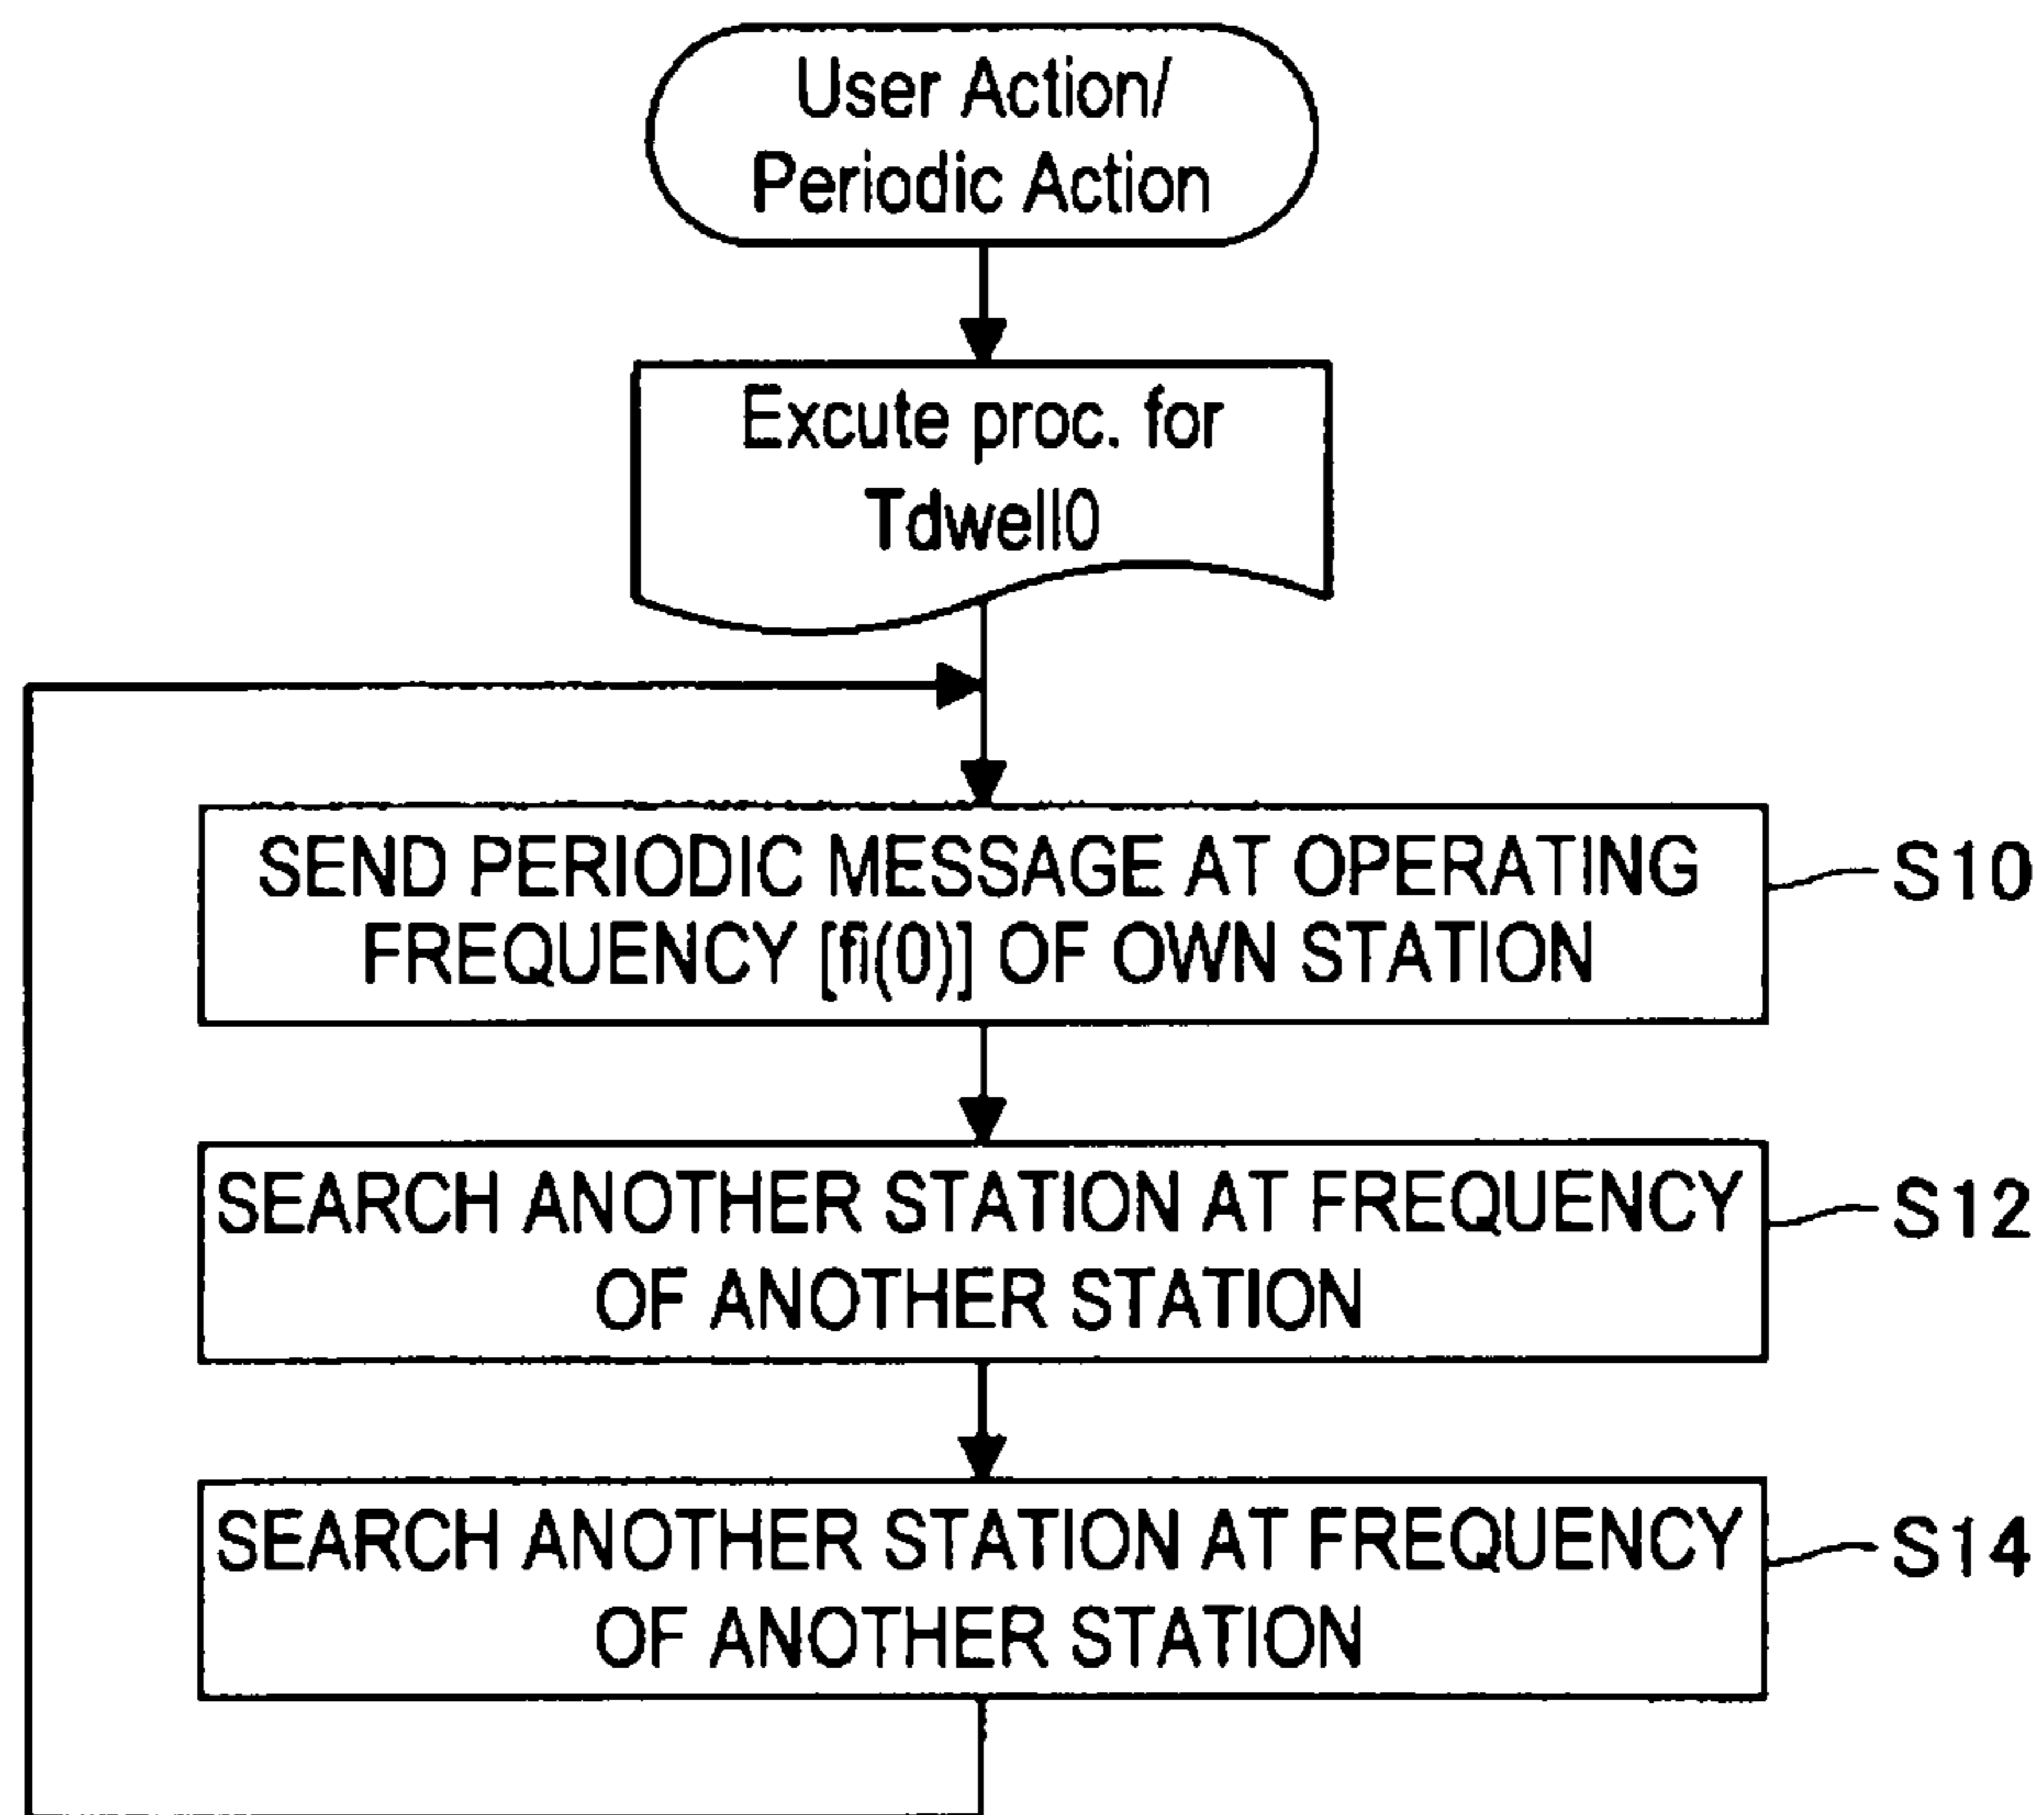 User Action/
Periodic Action
Excute proc. for
Tdwell0
SEND PERIODIC MESSAGE AT OPERATING
FREQUENCY [fi(0)] OF OWN STATION
S10
SEARCH ANOTHER STATION AT FREQUENCY
OF ANOTHER STATION
S12
SEARCH ANOTHER STATION AT FREQUENCY
OF ANOTHER STATION
S14